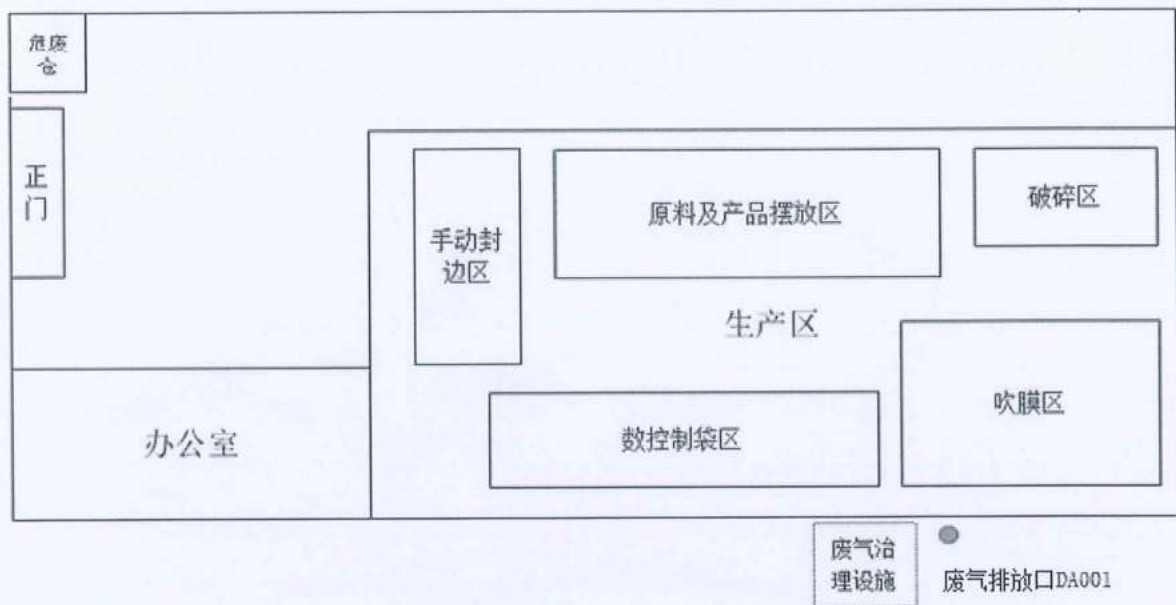 危废
仓
正
门
手动封
边区
原料及产品摆放区
破碎区
生产区
吹膜区
数控制袋区
办公室
废气治
理设施
废气排放口DA001